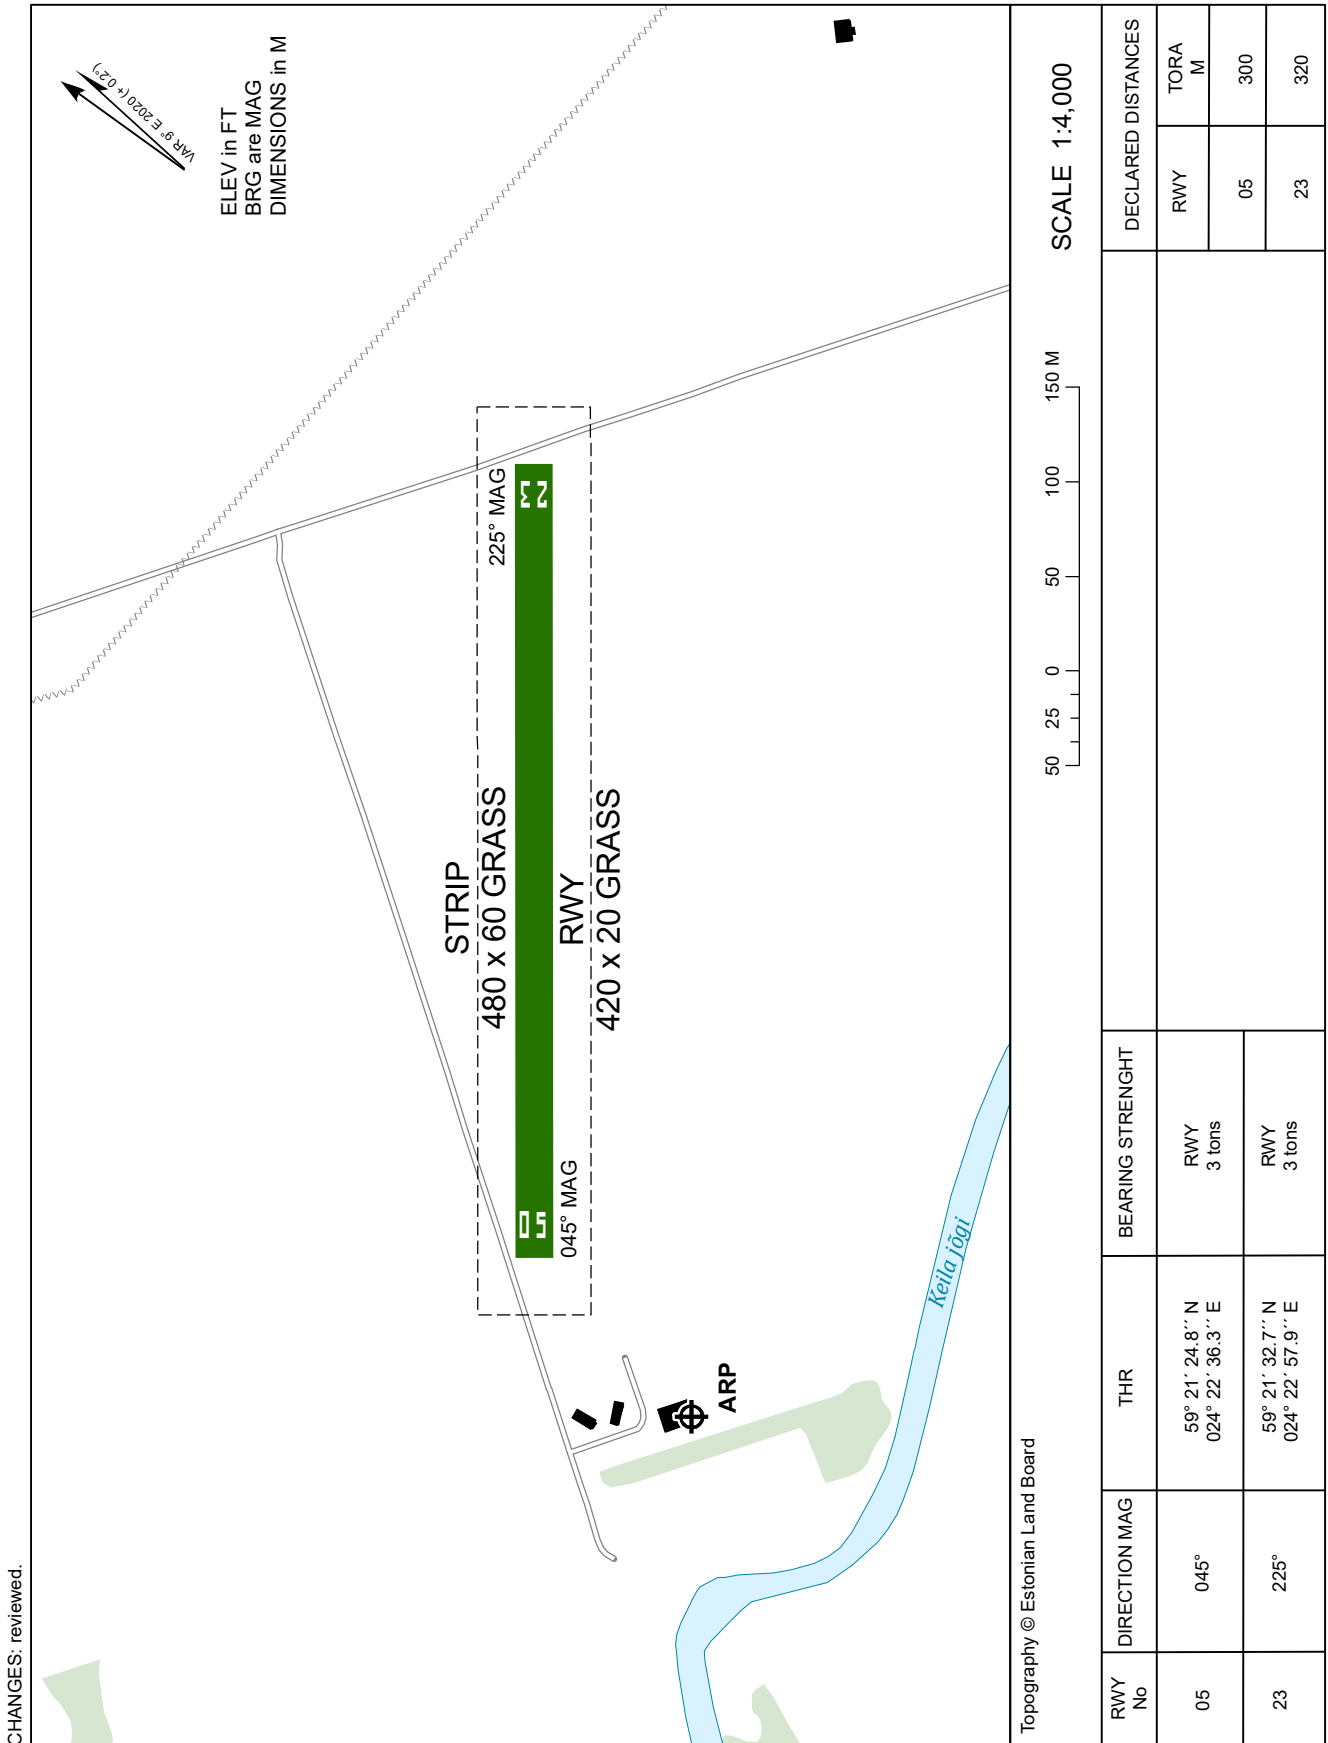 CHANGES: reviewed.
VAR 9° E 2020 (+ 0.2°)
ELEV in FT
BRG are MAG
DIMENSIONS in M
STRIP
480 x 60 GRASS
225° MAG
23
05
045° MAG
RWY
420 x 20 GRASS
ARP
Keila jõgi
Topography © Estonian Land Board
50 25 0 50 100 150 M
SCALE 1:4,000
RWY No
DIRECTION MAG
THR
BEARING STRENGHT
DECLARED DISTANCES
RWY
TORA
M
05
045°
59° 21´ 24.8´´ N
024° 22´ 36.3´´ E
RWY
3 tons
05
300
23
225°
59° 21´ 32.7´´ N
024° 22´ 57.9´´ E
RWY
3 tons
23
320